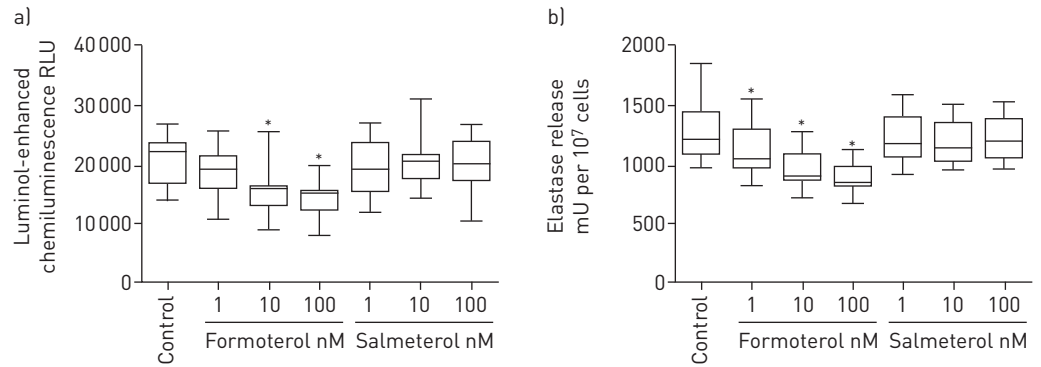 a)
Luminol-enhanced
chemiluminescence RLU
40 000
30 000
20 000
10 000
0
*
*
Control
1
10
100
1
10
100
Formoterol nM
Salmeterol nM
b)
Elastase release
mU per 10⁷ cells
2000
1500
1000
500
0
*
*
*
Control
1
10
100
1
10
100
Formoterol nM
Salmeterol nM